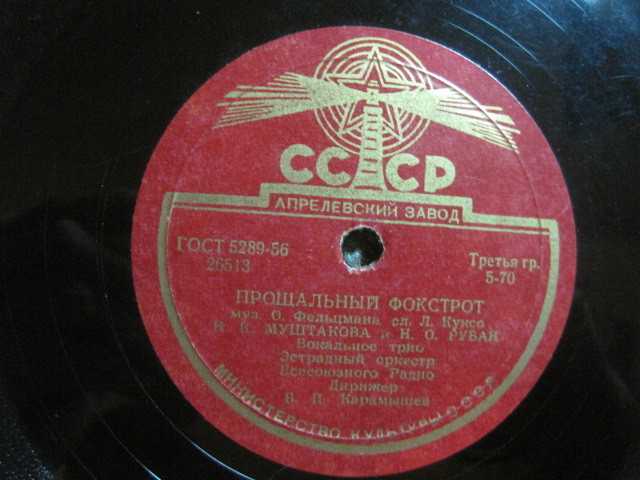 СССР
АПРЕЛЕВСКИЙ ЗАВОД
ГОСТ 5289-56
26513
Третья гр.
5-70
ПРОЩАЛЬНЫЙ ФОКСТРОТ
муз. О. Фельцмана, сл. Л. Куксо
МУШТАКОВА и Н. О. РУБАН
Вокальное трио
Эстрадный оркестр
Всесоюзного Радио
Дирижер
В. П. Карамышев
МИНИСТЕРСТВО КУЛЬТУРЫ СССР